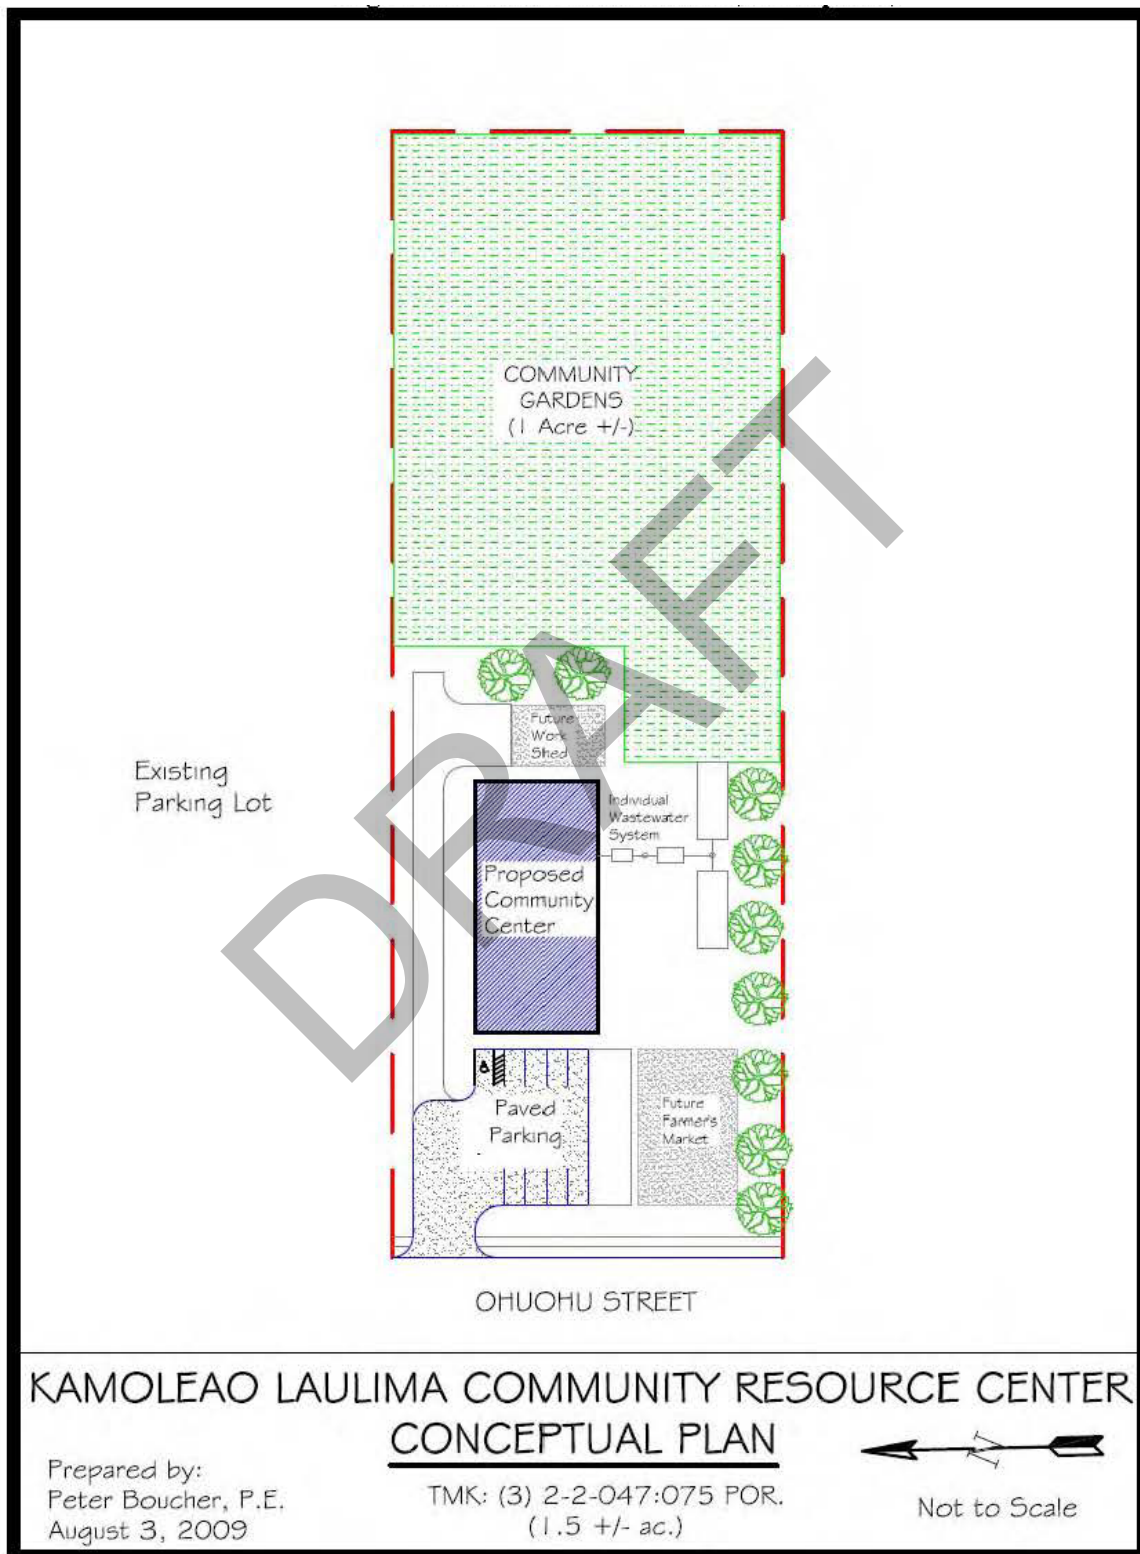 COMMUNITY
GARDENS
(1 Acre +/-)
Future
Work
Shed
Existing
Parking Lot
Individual
Wastewater
System
Proposed
Community
Center
Paved
Parking
Future
Farmer's
Market
DRAFT
OHUOHU STREET
KAMOLEAO LAULIMA COMMUNITY RESOURCE CENTER
CONCEPTUAL PLAN
Prepared by:
Peter Boucher, P.E.
August 3, 2009
TMK: (3) 2-2-047:075 POR.
(1.5 +/- ac.)
N
Not to Scale